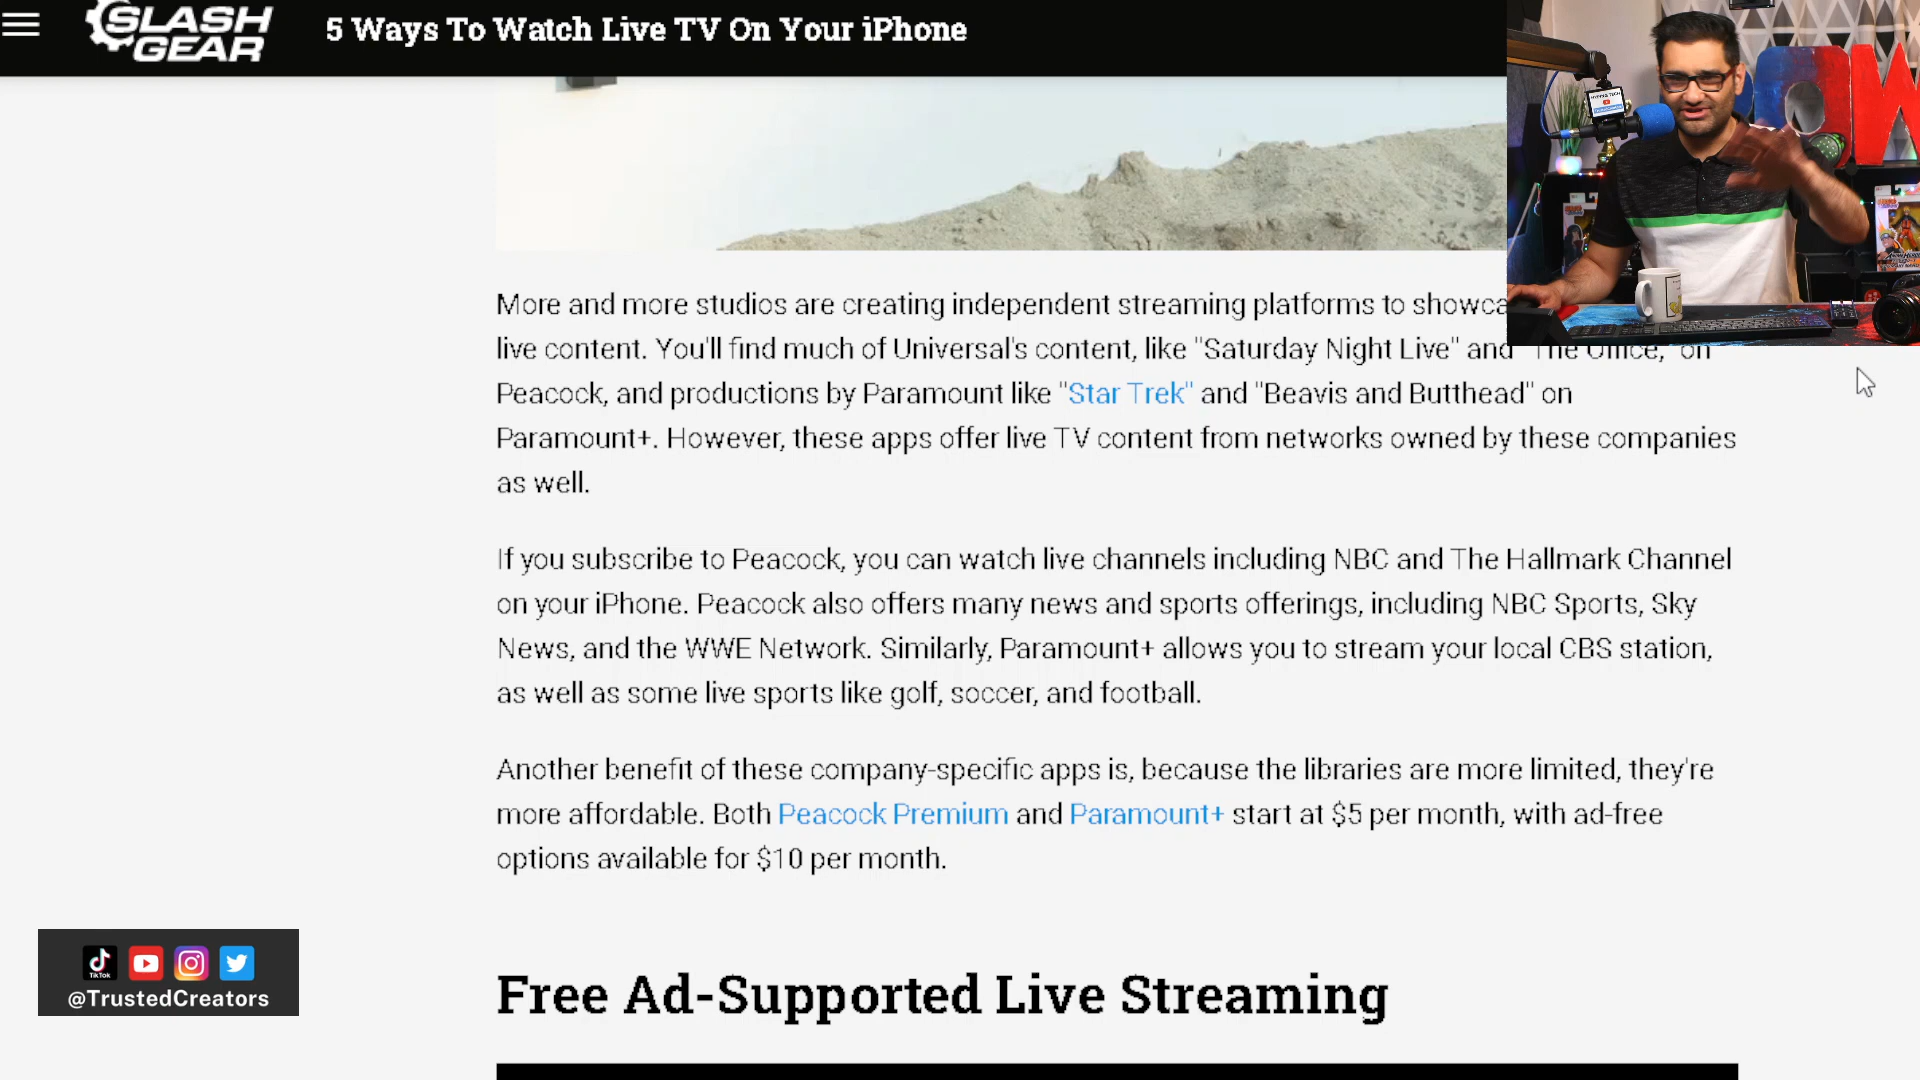 SLASH
GEAR
5 Ways To Watch Live TV On Your iPhone
More and more studios are creating independent streaming platforms to
live content. You'll find much of Universal's content, like "Saturday Night Live" and "The Office," on
Peacock, and productions by Paramount like "Star Trek" and "Beavis and Butthead" on
Paramount+. However, these apps offer live TV content from networks owned by these companies
as well.
If you subscribe to Peacock, you can watch live channels including NBC and The Hallmark Channel
on your iPhone. Peacock also offers many news and sports offerings, including NBC Sports, Sky
News, and the WWE Network. Similarly, Paramount+ allows you to stream your local CBS station,
as well as some live sports like golf, soccer, and football.
Another benefit of these company-specific apps is, because the libraries are more limited, they're
more affordable. Both Peacock Premium and Paramount+ start at $5 per month, with ad-free
options available for $10 per month.
TikTok
@TrustedCreators
Free Ad-Supported Live Streaming